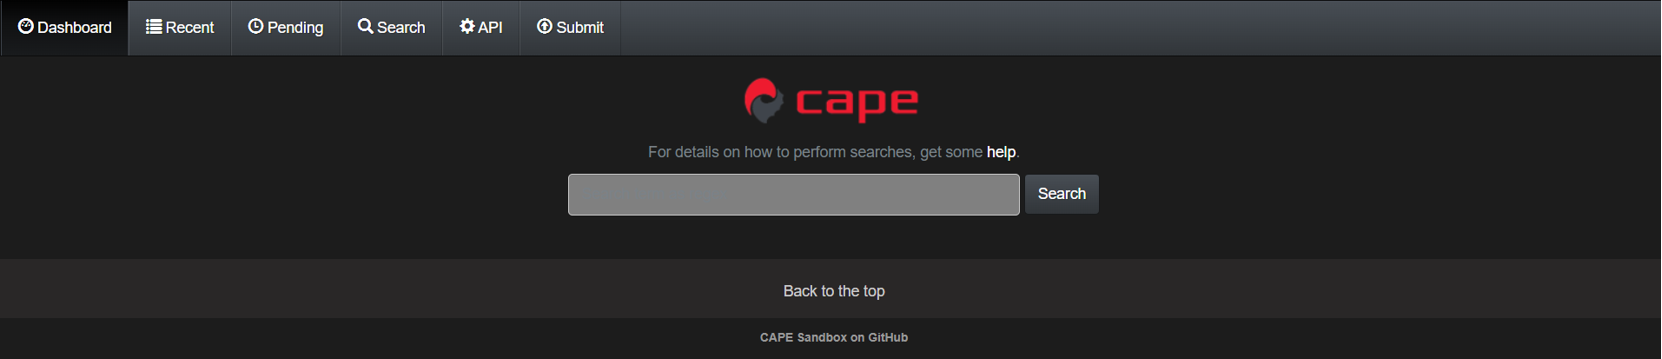 Dashboard Recent Pending Search API Submit
cape
For details on how to perform searches, get some help.
Search
Back to the top
CAPE Sandbox on GitHub